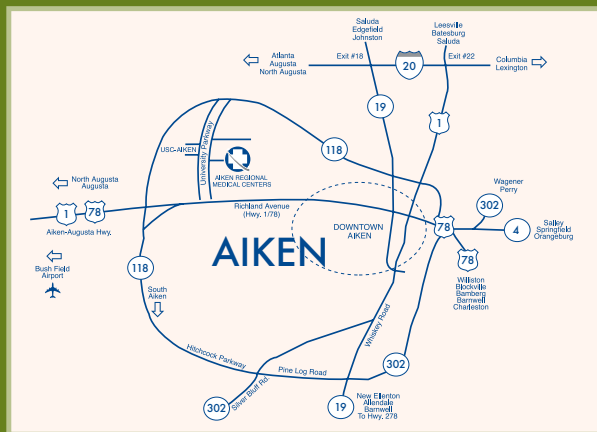 Saluda
Edgefield
Johnston
Leesville
Batesburg
Saluda
Atlanta
Augusta
North Augusta
Exit #18
20
Exit #22
Columbia
Lexington
19
1
118
University Parkway
USC-AIKEN
AIKEN REGIONAL
MEDICAL CENTERS
North Augusta
Augusta
1
78
Aiken-Augusta Hwy.
Richland Avenue
(Hwy. 1/78)
DOWNTOWN
AIKEN
Wagener
Perry
302
78
4
Salley
Springfield
Orangeburg
78
Williston
Blockville
Bamberg
Barnwell
Charleston
AIKEN
Bush Field
Airport
118
South
Aiken
Whiskey Road
Hitchcock Parkway
Pine Log Road
302
Silver Bluff Rd.
302
19
New Ellenton
Allendale
Barnwell
To Hwy. 278